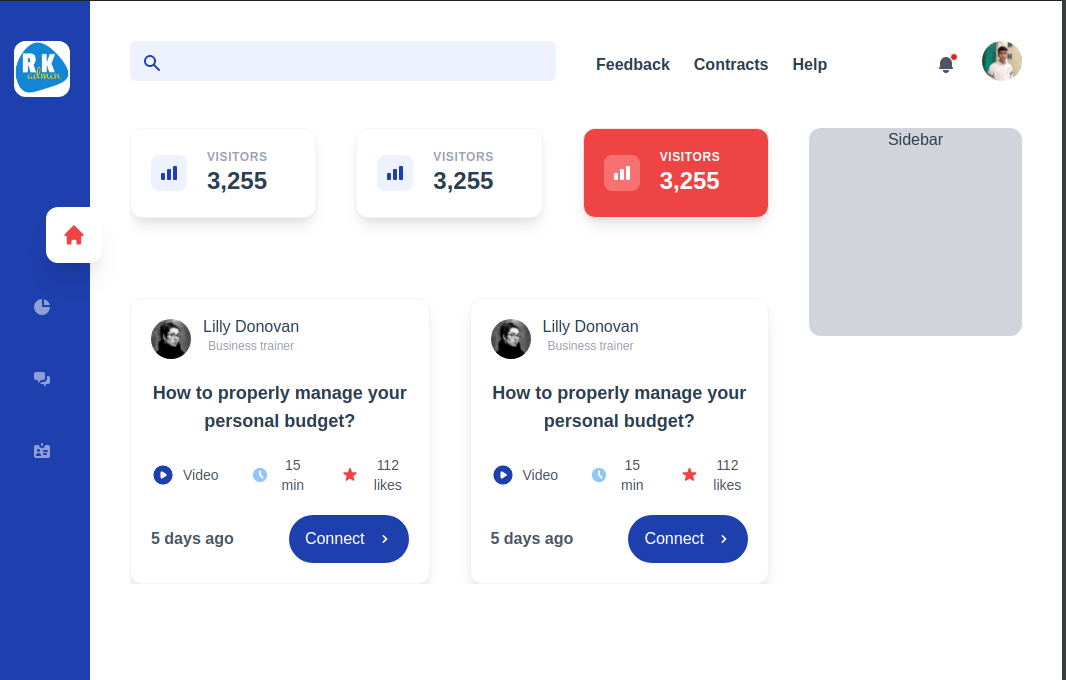 RK
admin
Feedback Contracts Help
VISITORS
3,255
VISITORS
3,255
VISITORS
3,255
Sidebar
Lilly Donovan
Business trainer
How to properly manage your
personal budget?
Video
15
min
112
likes
5 days ago
Connect
Lilly Donovan
Business trainer
How to properly manage your
personal budget?
Video
15
min
112
likes
5 days ago
Connect